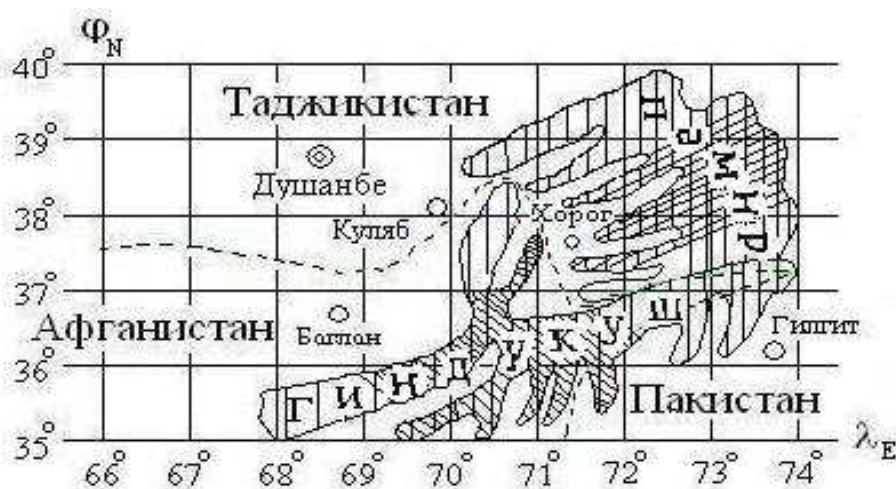 φN
40°
Таджикистан
39°
Душанбе
Памир
38°
Куляб
Хорог
37°
Афганистан
Баглан
Гиндукуш
Гилгит
36°
Пакистан
35°
λE
66° 67° 68° 69° 70° 71° 72° 73° 74°